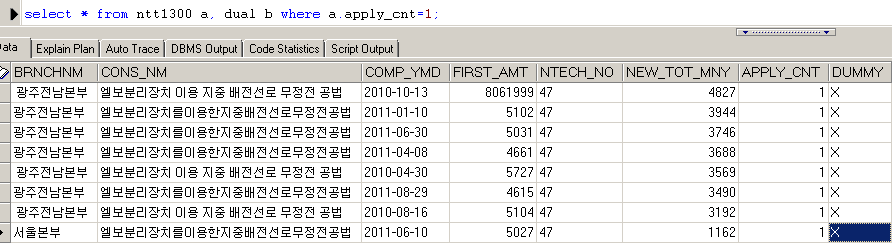 select * from ntt1300 a, dual b where a.apply_cnt=1;
Data Explain Plan Auto Trace DBMS Output Code Statistics Script Output
BRNCHNM CONS_NM COMP_YMD FIRST_AMT NTECH_NO NEW_TOT_MNY APPLY_CNT DUMMY
광주전남본부 엘보분리장치 이용 지중 배전선로 무정전 공법 2010-10-13 8061999 47 4827 1 X
광주전남본부 엘보분리장치를이용한지중배전선로무정전공법 2011-01-10 5102 47 3944 1 X
광주전남본부 엘보분리장치를이용한지중배전선로무정전공법 2011-06-30 5031 47 3746 1 X
광주전남본부 엘보분리장치를이용한지중배전선로무정전공법 2011-04-08 4661 47 3688 1 X
광주전남본부 엘보분리장치 이용 지중 배전선로 무정전 공법 2010-04-30 5727 47 3569 1 X
광주전남본부 엘보분리장치를이용한지중배전선로무정전공법 2011-08-29 4615 47 3490 1 X
광주전남본부 엘보분리장치 이용 지중 배전선로 무정전 공법 2010-08-16 5104 47 3192 1 X
서울본부 엘보분리장치를이용한지중배전선로무정전공법 2011-06-10 5027 47 1162 1 X